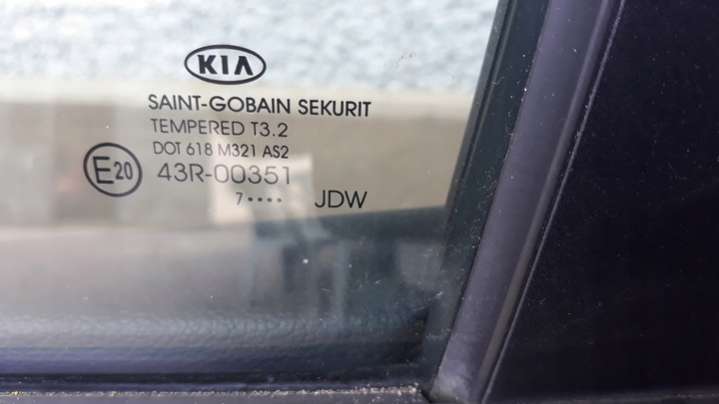 KIA
SAINT-GOBAIN SEKURIT
TEMPERED T3.2
DOT 618 M321 AS2
E20 43R-00351
7•••• JDW